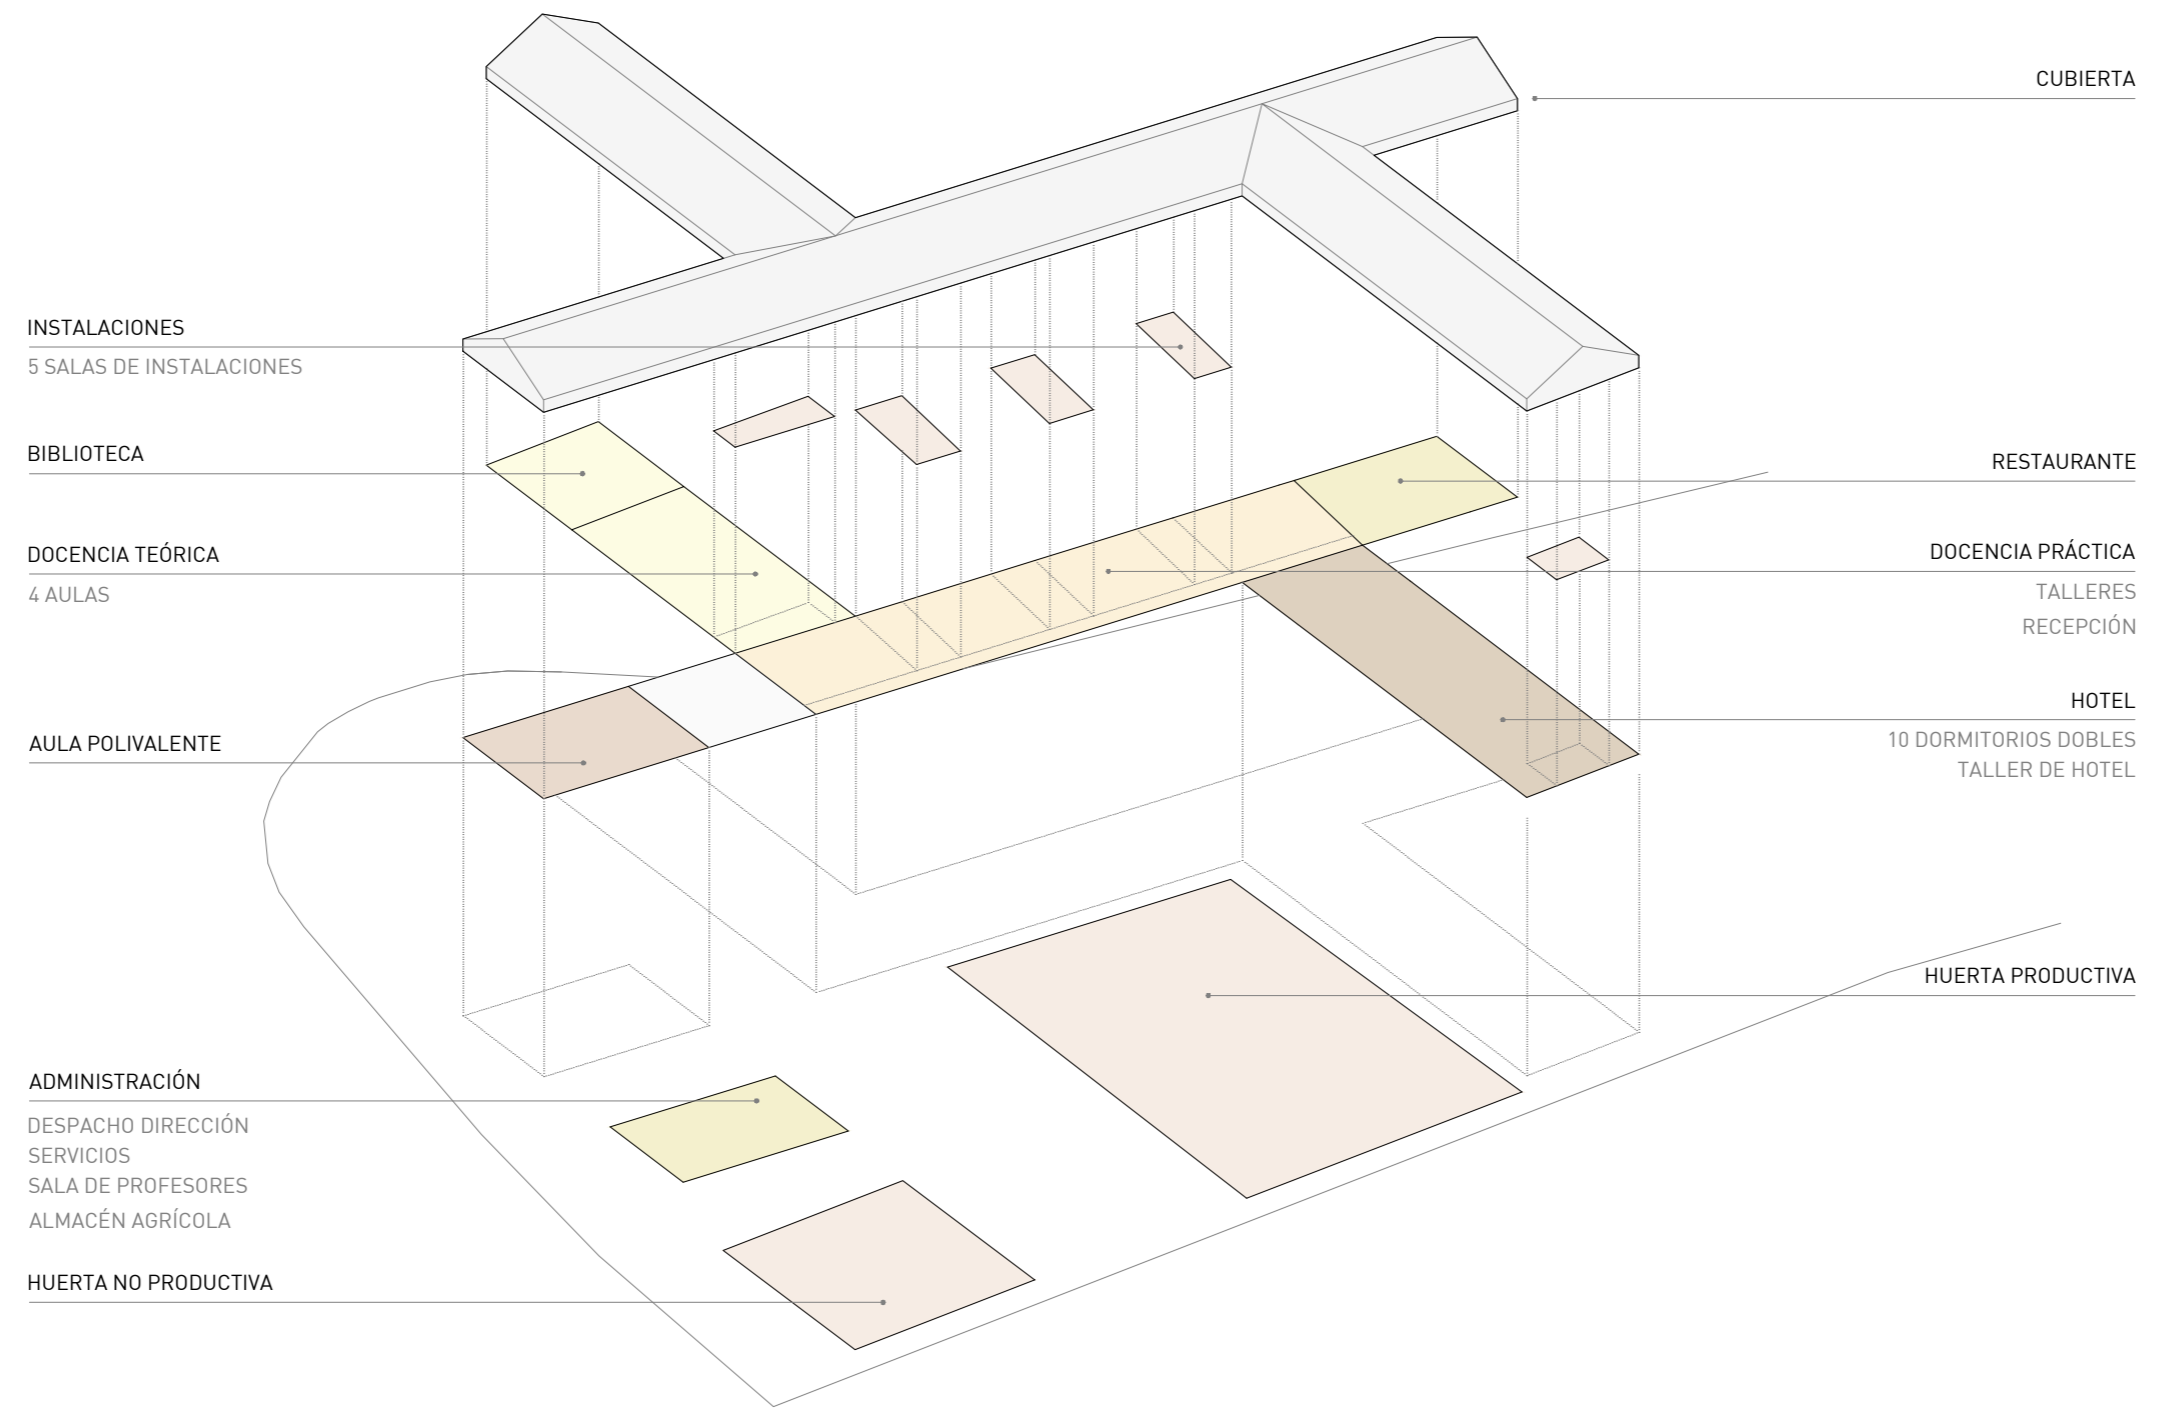 CUBIERTA
INSTALACIONES
5 SALAS DE INSTALACIONES
BIBLIOTECA
RESTAURANTE
DOCENCIA TEÓRICA
4 AULAS
DOCENCIA PRÁCTICA
TALLERES
RECEPCIÓN
AULA POLIVALENTE
HOTEL
10 DORMITORIOS DOBLES
TALLER DE HOTEL
HUERTA PRODUCTIVA
ADMINISTRACIÓN
DESPACHO DIRECCIÓN
SERVICIOS
SALA DE PROFESORES
ALMACÉN AGRÍCOLA
HUERTA NO PRODUCTIVA